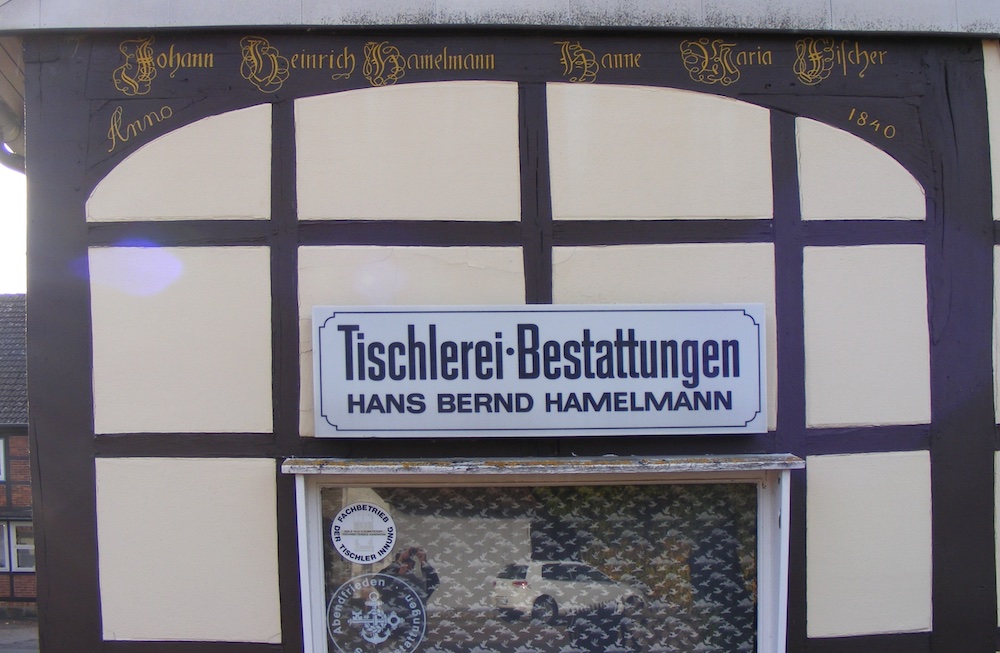 Johann Heinrich Hamelmann Hanne Maria Fischer
Anno 1840
Tischlerei·Bestattungen
HANS BERND HAMELMANN
FACHBETRIEB
DER TISCHLER INNUNG
Abendfrieden